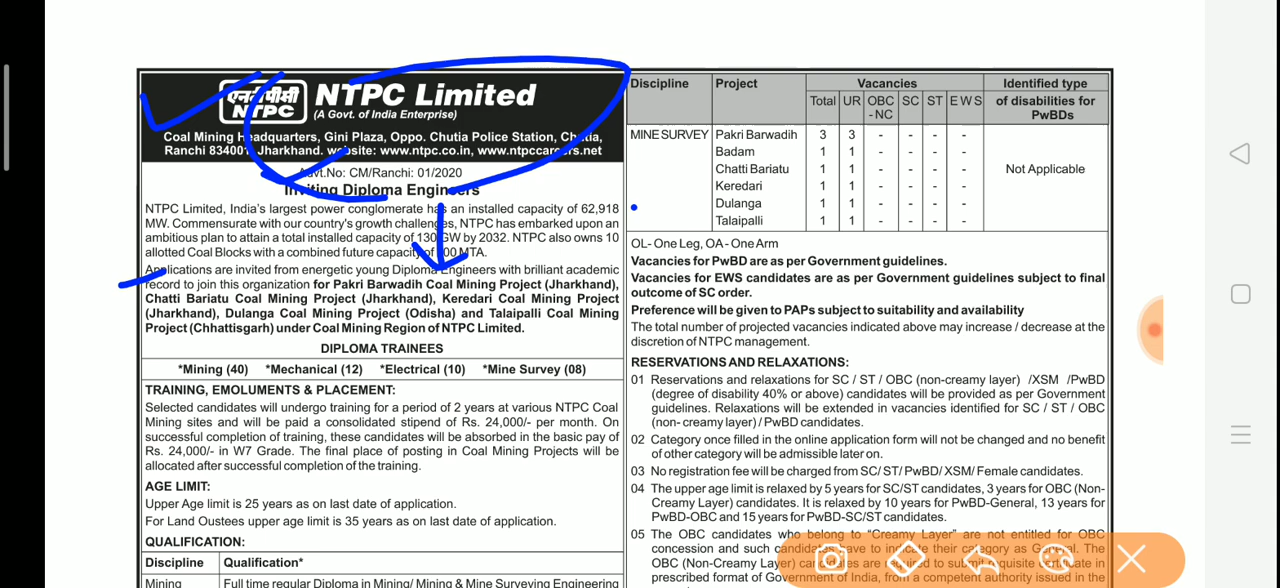 एनटीपीसी
NTPC
NTPC Limited
(A Govt. of India Enterprise)
Coal Mining Headquarters, Gini Plaza, Oppo. Chutia Police Station, Chutia,
Ranchi 834001, Jharkhand. website: www.ntpc.co.in, www.ntpccareers.net
Advt.No: CM/Ranchi: 01/2020
Inviting Diploma Engineers
NTPC Limited, India's largest power conglomerate has an installed capacity of 62,918
MW. Commensurate with our country's growth challenges, NTPC has embarked upon an
ambitious plan to attain a total installed capacity of 130 GW by 2032. NTPC also owns 10
allotted Coal Blocks with a combined future capacity of 100 MTA.
Applications are invited from energetic young Diploma Engineers with brilliant academic
record to join this organization for Pakri Barwadih Coal Mining Project (Jharkhand),
Chatti Bariatu Coal Mining Project (Jharkhand), Keredari Coal Mining Project
(Jharkhand), Dulanga Coal Mining Project (Odisha) and Talaipalli Coal Mining
Project (Chhattisgarh) under Coal Mining Region of NTPC Limited.
DIPLOMA TRAINEES
*Mining (40) *Mechanical (12) *Electrical (10) *Mine Survey (08)
TRAINING, EMOLUMENTS & PLACEMENT:
Selected candidates will undergo training for a period of 2 years at various NTPC Coal
Mining sites and will be paid a consolidated stipend of Rs. 24,000/- per month. On
successful completion of training, these candidates will be absorbed in the basic pay of
Rs. 24,000/- in W7 Grade. The final place of posting in Coal Mining Projects will be
allocated after successful completion of the training.
AGE LIMIT:
Upper Age limit is 25 years as on last date of application.
For Land Oustees upper age limit is 35 years as on last date of application.
QUALIFICATION:
Discipline Qualification*
Mining Full time regular Diploma in Mining/ Mining & Mine Surveying Engineering
Discipline Project Vacancies Identified type
of disabilities for
PwBDs
Total UR OBC-NC SC ST EWS
MINE SURVEY Pakri Barwadih 3 3 - - - -
Badam 1 1 - - - -
Chatti Bariatu 1 1 - - - - Not Applicable
Keredari 1 1 - - - -
Dulanga 1 1 - - - -
Talaipalli 1 1 - - - -
OL- One Leg, OA - One Arm
Vacancies for PwBD are as per Government guidelines.
Vacancies for EWS candidates are as per Government guidelines subject to final
outcome of SC order.
Preference will be given to PAPs subject to suitability and availability
The total number of projected vacancies indicated above may increase / decrease at the
discretion of NTPC management.
RESERVATIONS AND RELAXATIONS:
01 Reservations and relaxations for SC / ST / OBC (non-creamy layer) /XSM /PwBD
(degree of disability 40% or above) candidates will be provided as per Government
guidelines. Relaxations will be extended in vacancies identified for SC / ST / OBC
(non- creamy layer) / PwBD candidates.
02 Category once filled in the online application form will not be changed and no benefit
of other category will be admissible later on.
03 No registration fee will be charged from SC/ ST/ PwBD/ XSM/ Female candidates.
04 The upper age limit is relaxed by 5 years for SC/ST candidates, 3 years for OBC (Non-
Creamy Layer) candidates. It is relaxed by 10 years for PwBD-General, 13 years for
PwBD-OBC and 15 years for PwBD-SC/ST candidates.
05 The OBC candidates who belong to "Creamy Layer" are not entitled for OBC
concession and such candidates have to indicate their category as General. The
OBC (Non-Creamy Layer) candidates are required to submit requisite certificate in
prescribed format of Government of India, from a competent authority issued in the